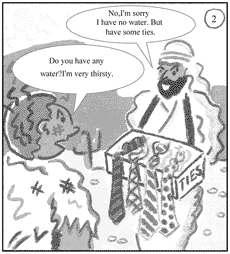 2
No,I'm sorry
I have no water. But
have some ties.
Do you have any
water?I'm very thirsty.
TIES